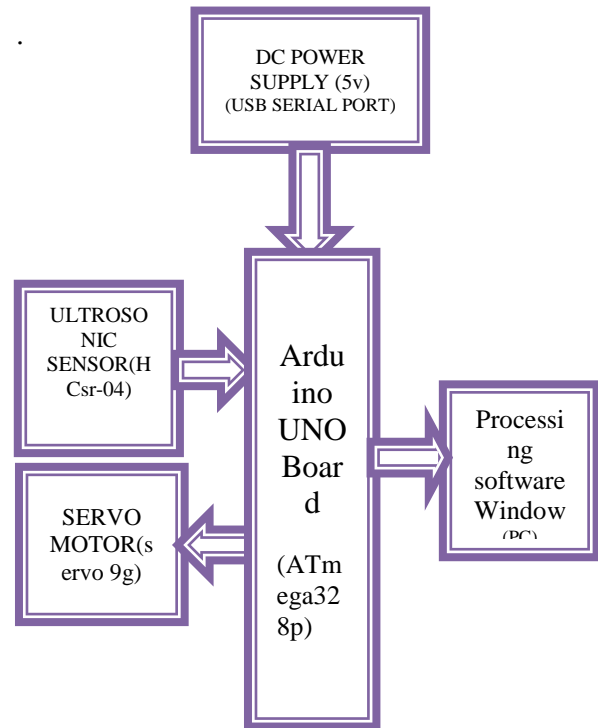 .
DC POWER
SUPPLY (5v)
(USB SERIAL PORT)
ULTROSO
NIC
SENSOR(H
Csr-04)
SERVO
MOTOR(s
ervo 9g)
Ardu
ino
UNO
Boar
d
(ATm
ega32
8p)
Processi
ng
software
Window
(PC)